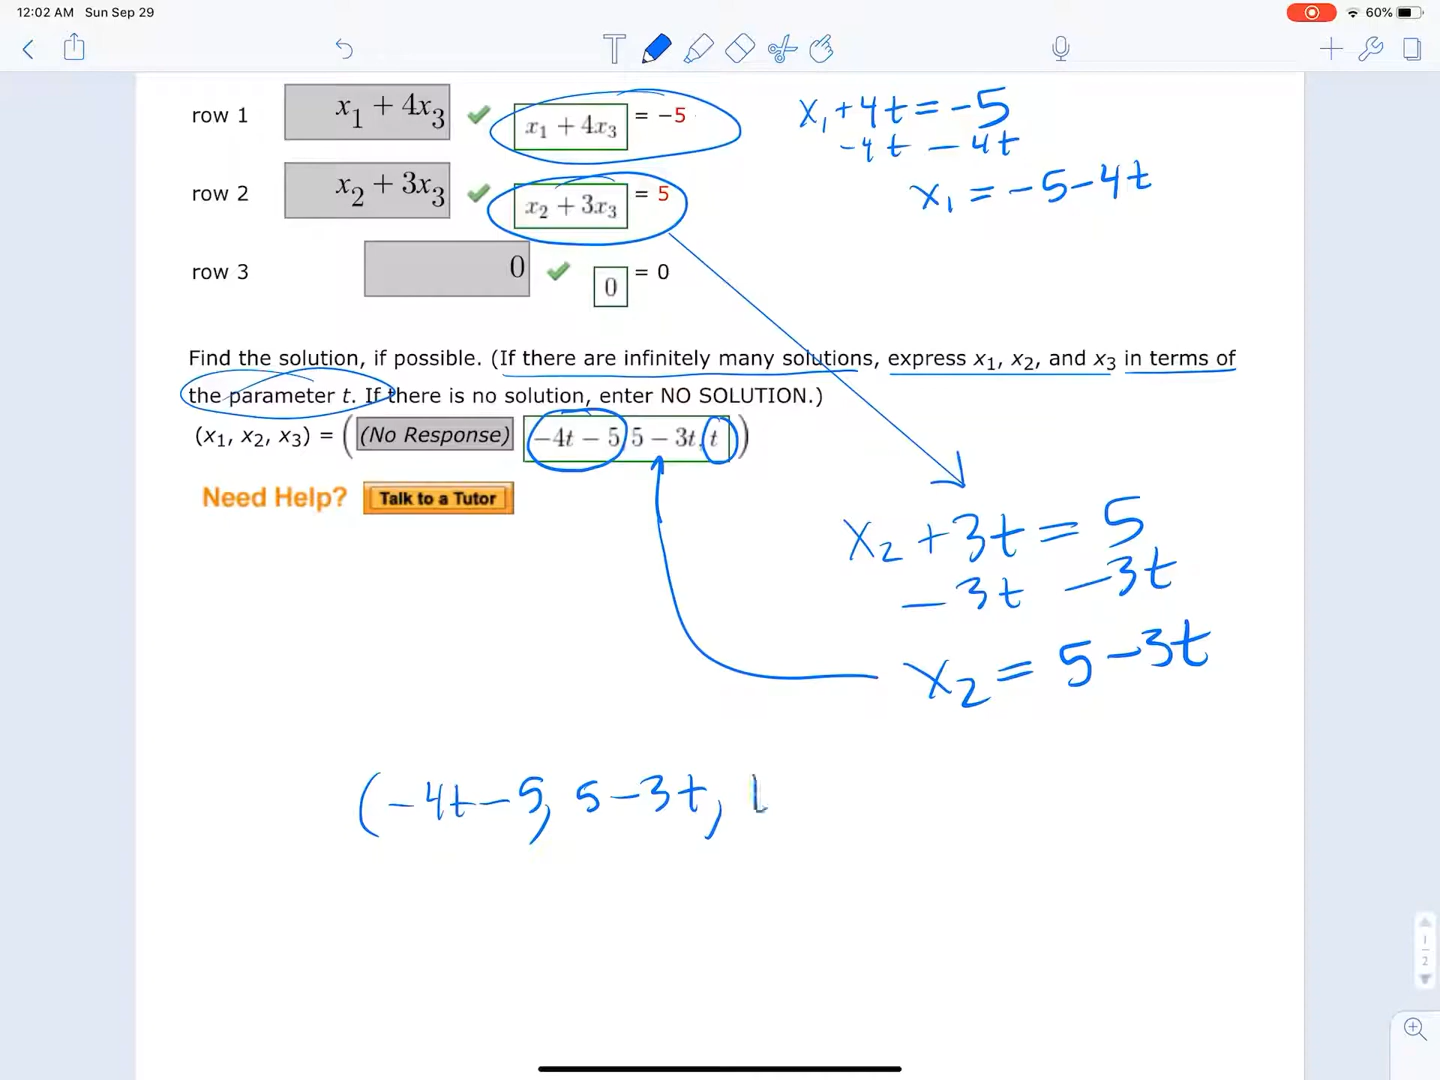 12:02 AM Sun Sep 29 60%
row 1 x₁ + 4x₃ x₁ + 4x₃ = −5
x₁ + 4t = −5
−4t − 4t
x₁ = −5 − 4t
row 2 x₂ + 3x₃ x₂ + 3x₃ = 5
row 3 0 0 = 0
Find the solution, if possible. (If there are infinitely many solutions, express x₁, x₂, and x₃ in terms of
the parameter t. If there is no solution, enter NO SOLUTION.)
(x₁, x₂, x₃) = ( (No Response) −4t − 5, 5 − 3t, t )
Need Help? Talk to a Tutor
x₂ + 3t = 5
− 3t − 3t
x₂ = 5 − 3t
(−4t − 5, 5 − 3t,
T
1
2